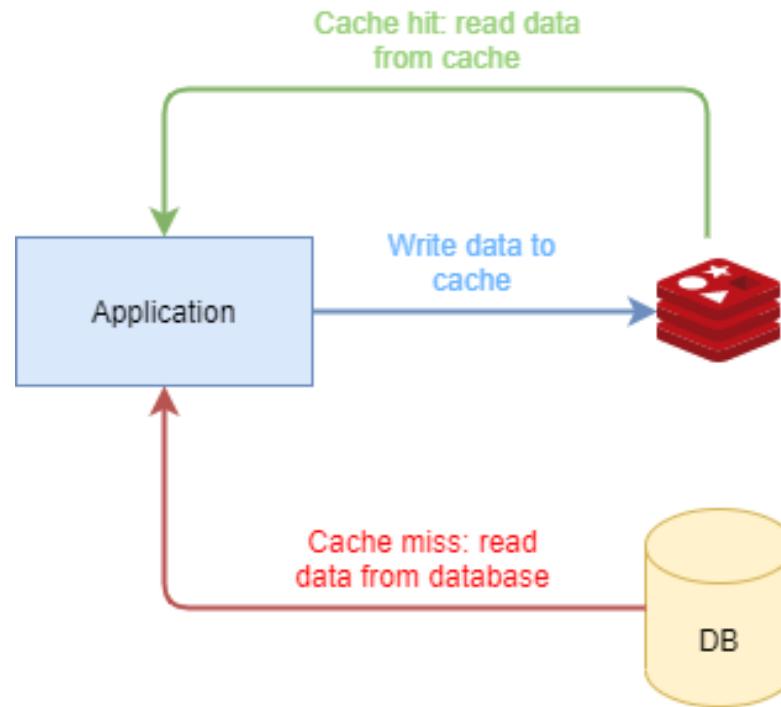 Cache hit: read data
from cache
Write data to
cache
Application
Cache miss: read
data from database
DB